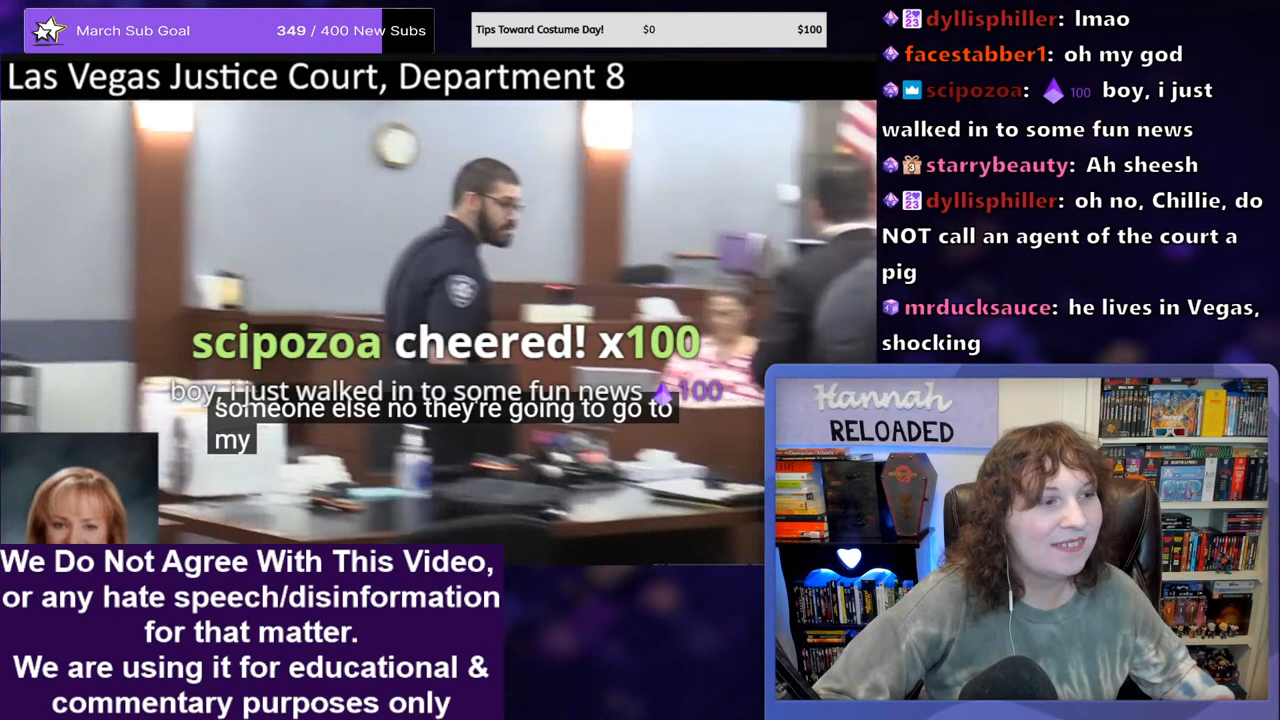 March Sub Goal 349 / 400 New Subs
Tips Toward Costume Day! $0 $100
Las Vegas Justice Court, Department 8
scipozoa cheered! x100
boy, i just walked in to some fun news 100
someone else no they're going to go to
my
We Do Not Agree With This Video,
or any hate speech/disinformation
for that matter.
We are using it for educational &
commentary purposes only
dyllisphiller: lmao
facestabber1: oh my god
scipozoa: 100 boy, i just
walked in to some fun news
starrybeauty: Ah sheesh
dyllisphiller: oh no, Chillie, do
NOT call an agent of the court a
pig
mrducksauce: he lives in Vegas,
shocking
Hannah
RELOADED